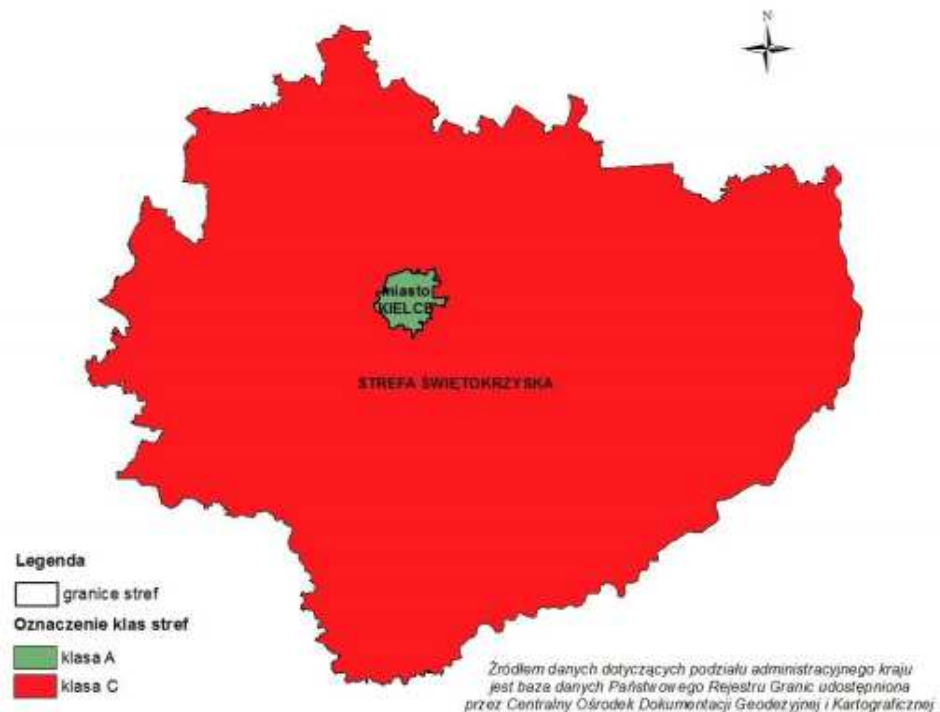 N
miasto
KIELCE
STREFA ŚWIĘTOKRZYSKA
Legenda
granice stref
Oznaczenie klas stref
klasa A
klasa C
Źródłem danych dotyczących podziału administracyjnego kraju
jest baza danych Państwowego Rejestru Granic udostępniona
przez Centralny Ośrodek Dokumentacji Geodezyjnej i Kartograficznej